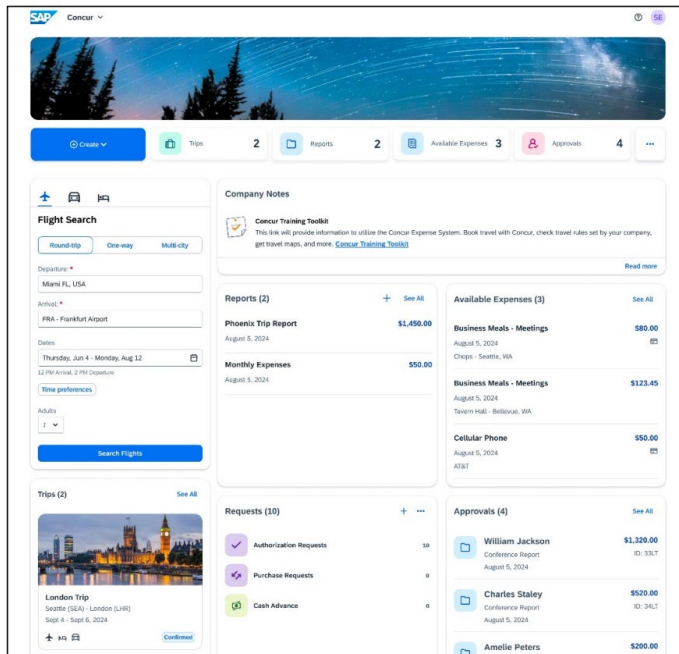 SAP Concur
SE
Create
Trips 2
Reports 2
Available Expenses 3
Approvals 4
Flight Search
Round-trip One-way Multi-city
Departure: *
Miami FL, USA
Arrival: *
FRA - Frankfurt Airport
Dates
Thursday, Jun 4 - Monday, Aug 12
12 PM Arrival, 2 PM Departure
Time preferences
Adults
1
Search Flights
Trips (2) See All
London Trip
Seattle (SEA) - London (LHR)
Sept 4 - Sept 6, 2024
Confirmed
Company Notes
Concur Training Toolkit
This link will provide information to utilize the Concur Expense System. Book travel with Concur, check travel rules set by your company,
get travel maps, and more. Concur Training Toolkit
Read more
Reports (2) + See All
Phoenix Trip Report $1,450.00
August 5, 2024
Monthly Expenses $50.00
August 5, 2024
Available Expenses (3) See All
Business Meals - Meetings $80.00
August 5, 2024
Chops - Seattle, WA
Business Meals - Meetings $123.45
August 5, 2024
Tavern Hall - Bellevue, WA
Cellular Phone $50.00
August 5, 2024
AT&T
Requests (10) + •••
Authorization Requests 10
Purchase Requests 0
Cash Advance 0
Approvals (4) See All
William Jackson $1,320.00
Conference Report ID: 33LT
August 5, 2024
Charles Staley $520.00
Conference Report ID: 34LT
August 5, 2024
Amelie Peters $200.00